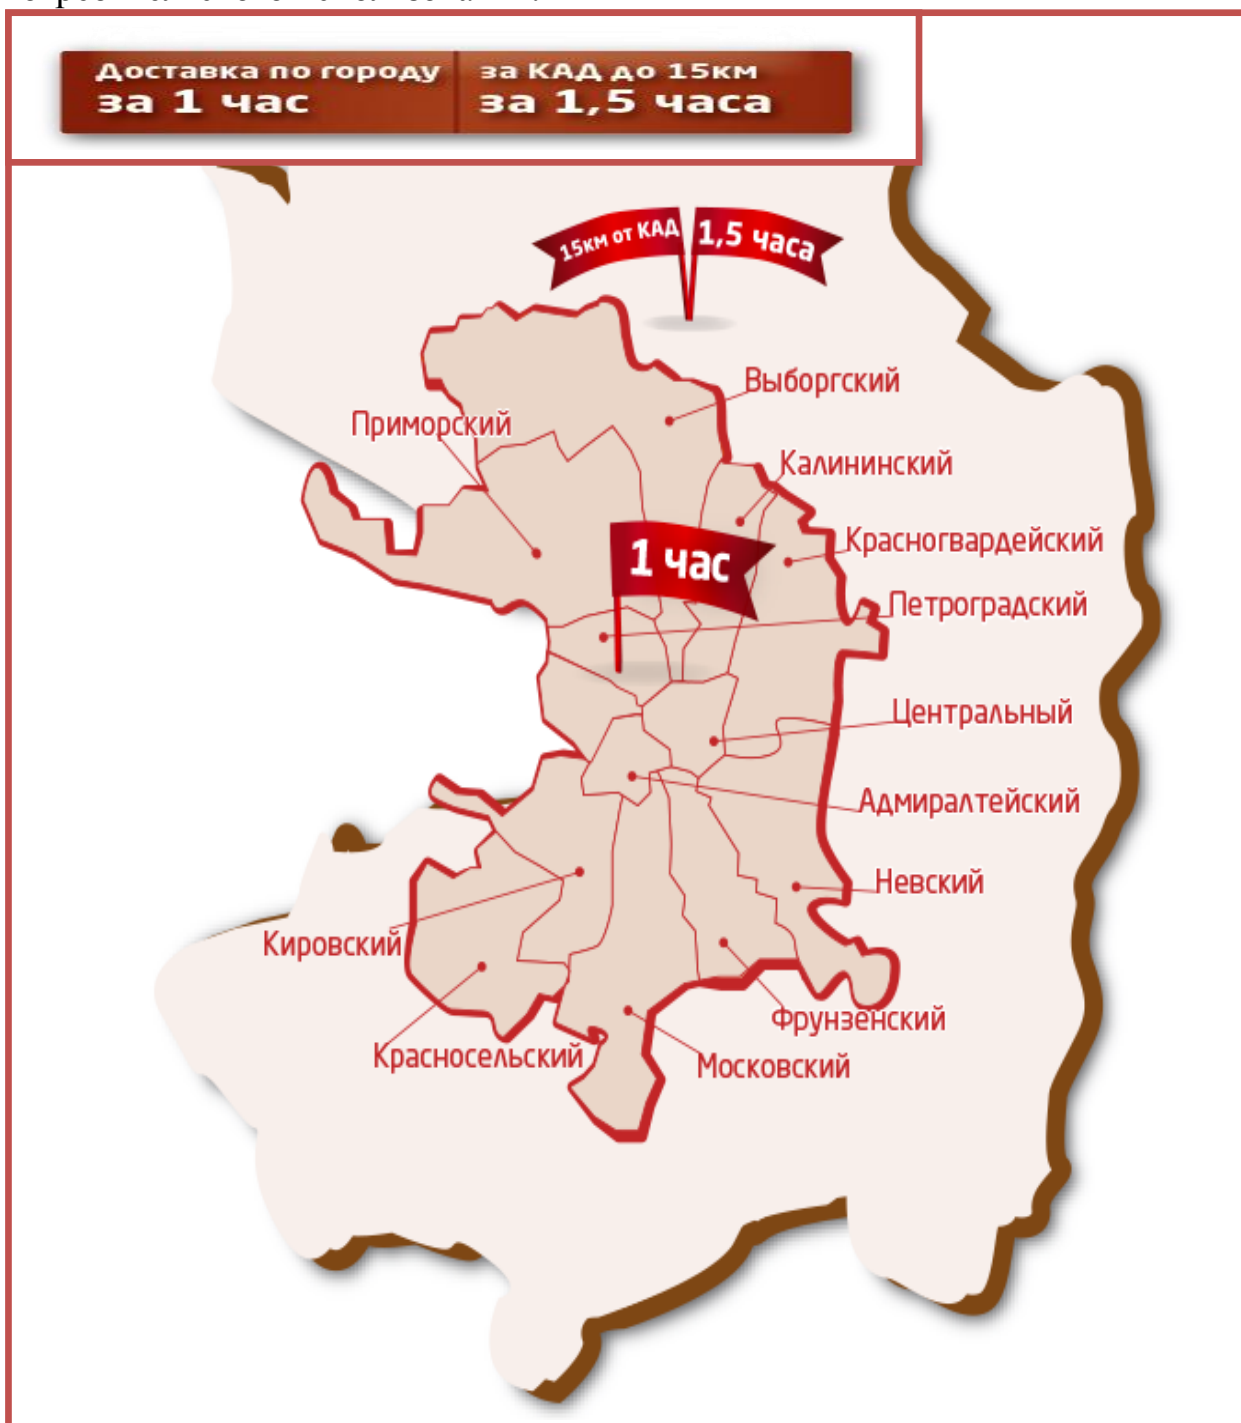 Доставка по городу
за 1 час
за КАД до 15км
за 1,5 часа
15км от КАД
1,5 часа
Выборгский
Приморский
Калининский
Красногвардейский
1 час
Петроградский
Центральный
Адмиралтейский
Невский
Кировский
Фрунзенский
Красносельский
Московский